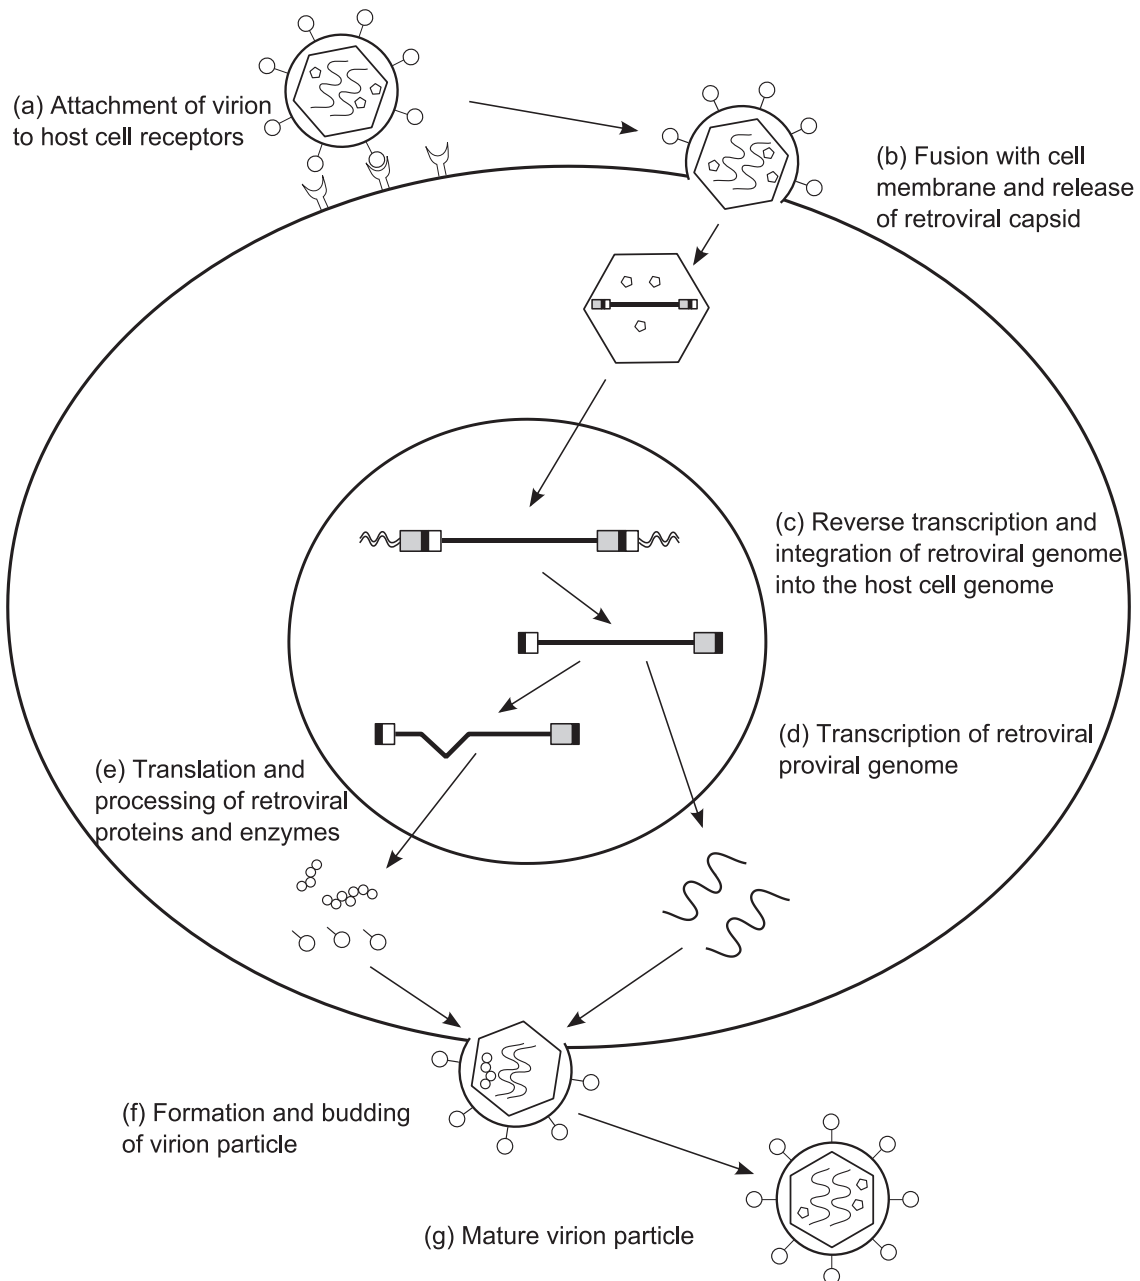 (a) Attachment of virion
to host cell receptors
(b) Fusion with cell
membrane and release
of retroviral capsid
(c) Reverse transcription and
integration of retroviral genome
into the host cell genome
(d) Transcription of retroviral
proviral genome
(e) Translation and
processing of retroviral
proteins and enzymes
(f) Formation and budding
of virion particle
(g) Mature virion particle